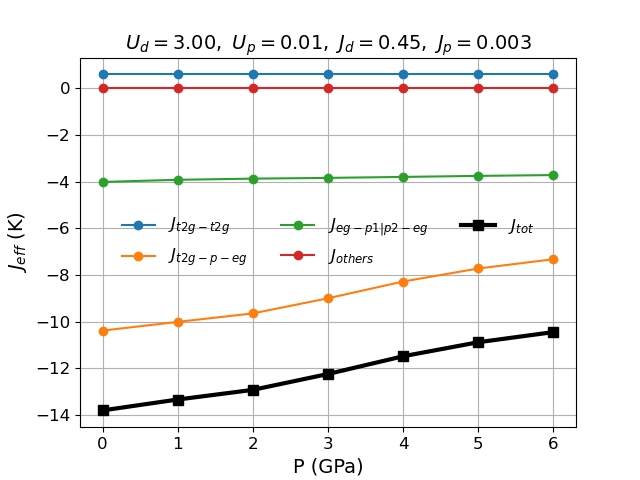 U_d = 3.00, U_p = 0.01, J_d = 0.45, J_p = 0.003
J_eff (K)
0
−2
−4
−6
−8
−10
−12
−14
J_t2g−t2g
J_t2g−p−eg
J_eg−p1|p2−eg
J_others
J_tot
0 1 2 3 4 5 6
P (GPa)